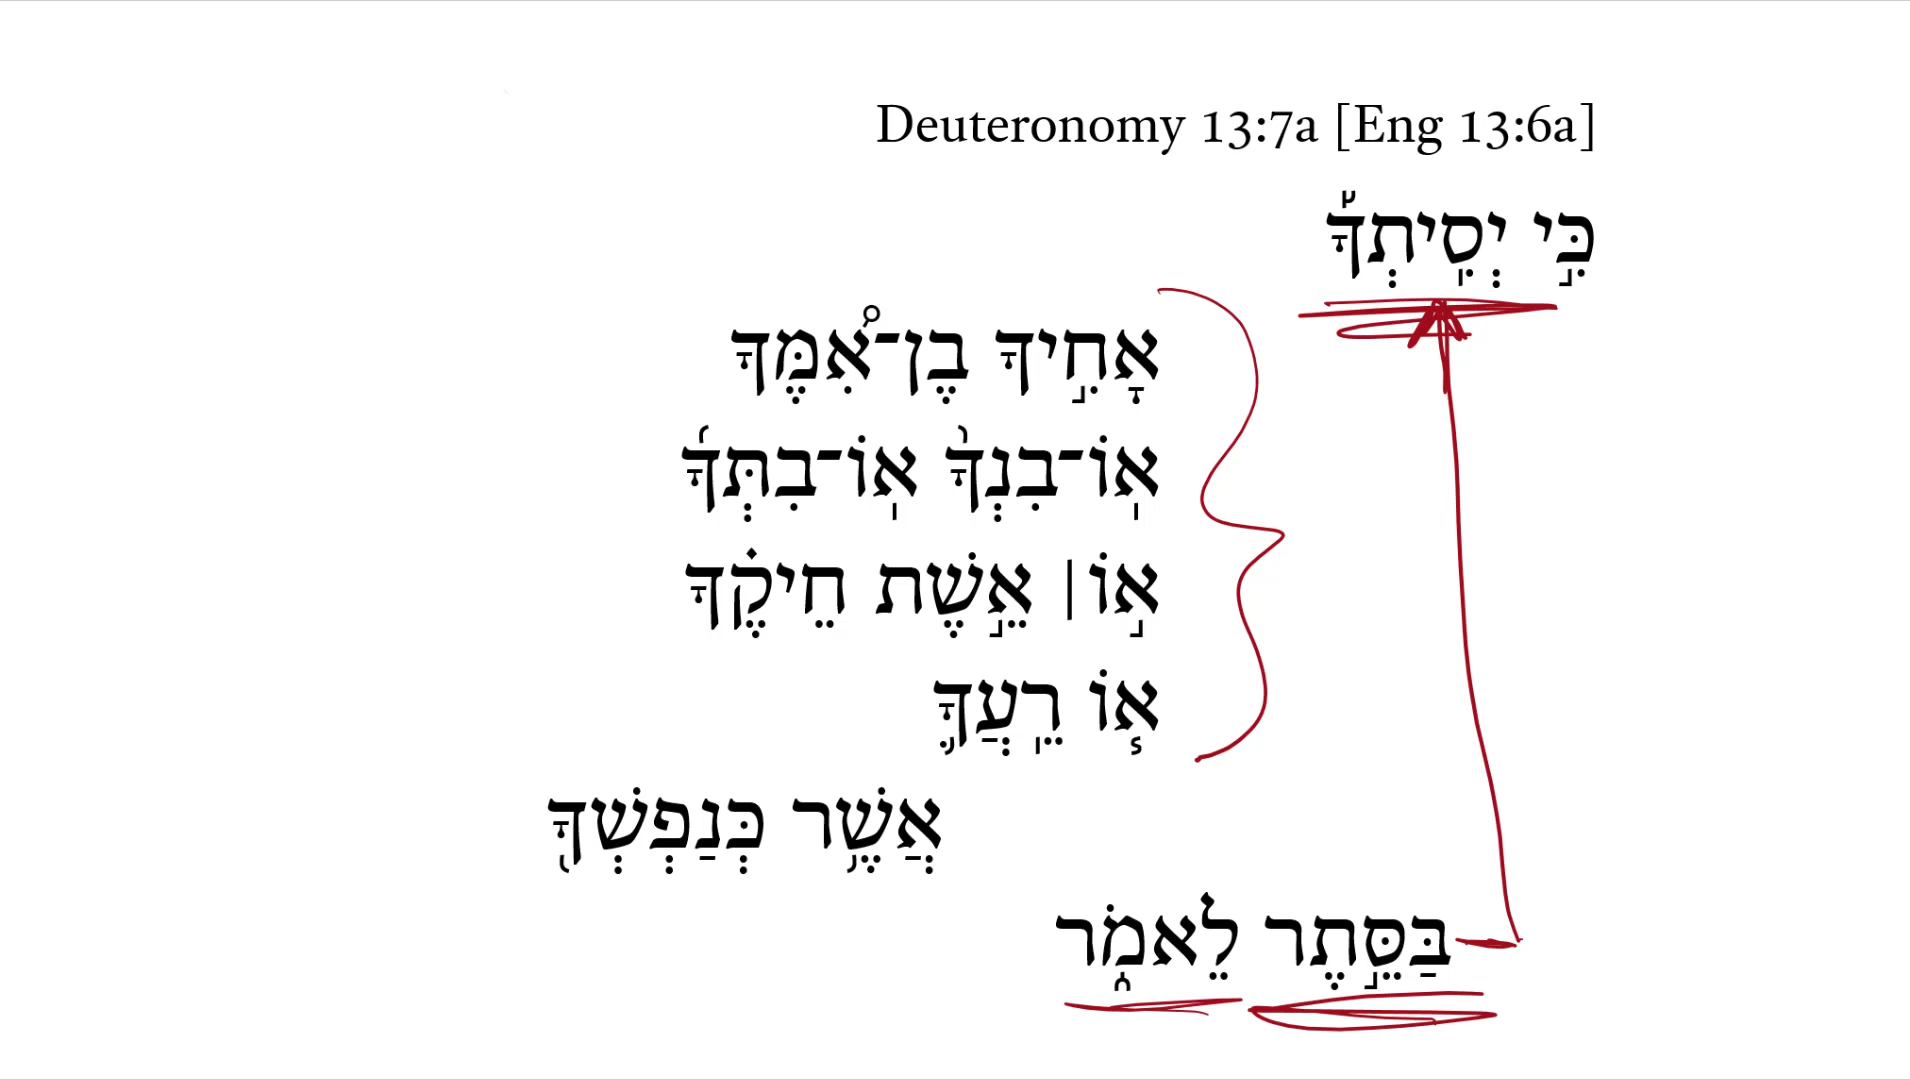 Deuteronomy 13:7a [Eng 13:6a]
כִּ֣י יְסִֽיתְךָ֡
אָחִ֣יךָ בֶן־אִ֠מֶּךָ
אֽוֹ־בִנְךָ֨ אֽוֹ־בִתְּךָ֜
א֣וֹ ׀ אֵ֣שֶׁת חֵיקֶ֗ךָ
א֧וֹ רֵֽעֲךָ֛
אֲשֶׁ֥ר כְּנַפְשְׁךָ֖
בַּסֵּ֣תֶר לֵאמֹ֑ר